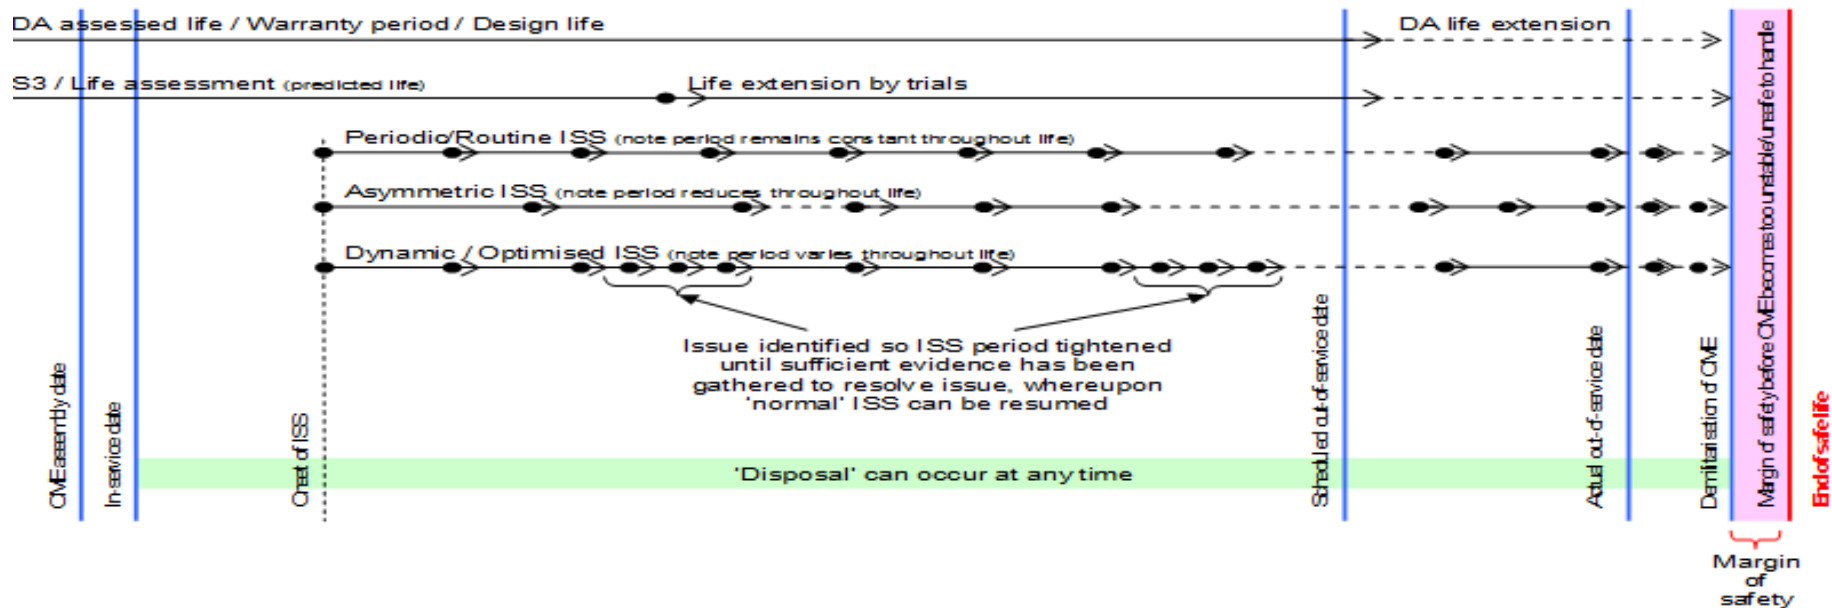 DA assessed life / Warranty period / Design life
DA life extension
S3 / Life assessment (predicted life)
Life extension by trials
Periodic/Routine ISS (note period remains constant throughout life)
Asymmetric ISS (note period reduces throughout life)
Dynamic / Optimised ISS (note period varies throughout life)
Issue identified so ISS period tightened
until sufficient evidence has been
gathered to resolve issue, whereupon
'normal' ISS can be resumed
OME assembly date
In-service date
Onset of ISS
'Disposal' can occur at any time
Scheduled out-of-service date
Actual out-of-service date
Demilitarisation of OME
Margin of safety before OME becomes too unstable/unsafe to handle
End of safe life
Margin
of
safety